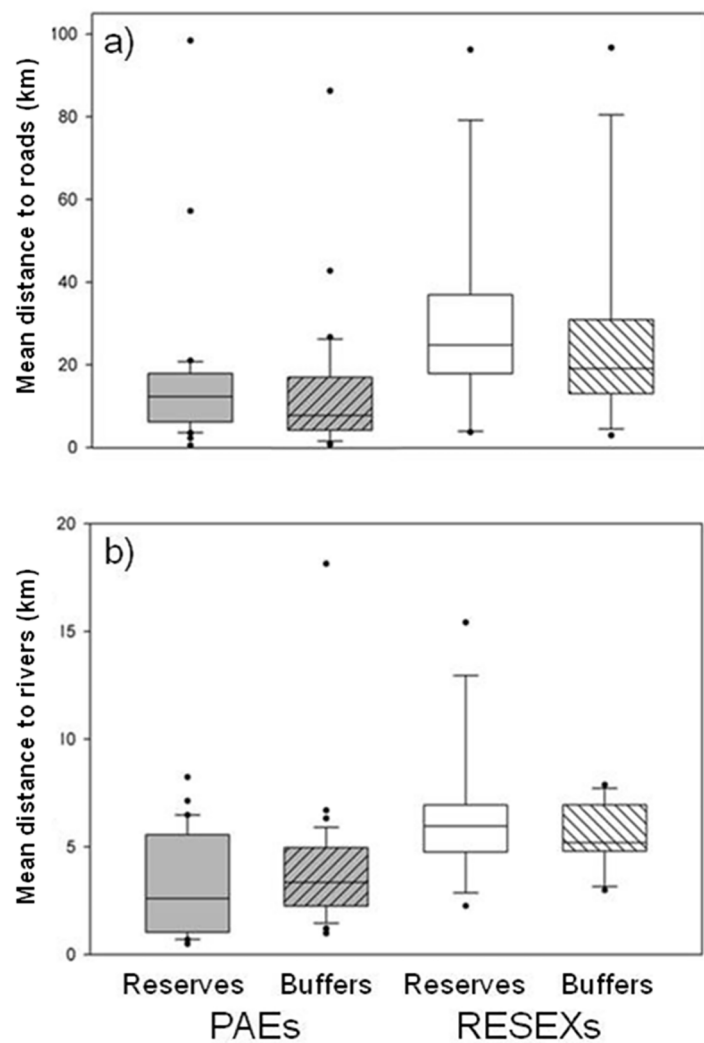 a)
Mean distance to roads (km)
100
80
60
40
20
0
b)
Mean distance to rivers (km)
20
15
10
5
0
Reserves Buffers Reserves Buffers
PAEs RESEXs